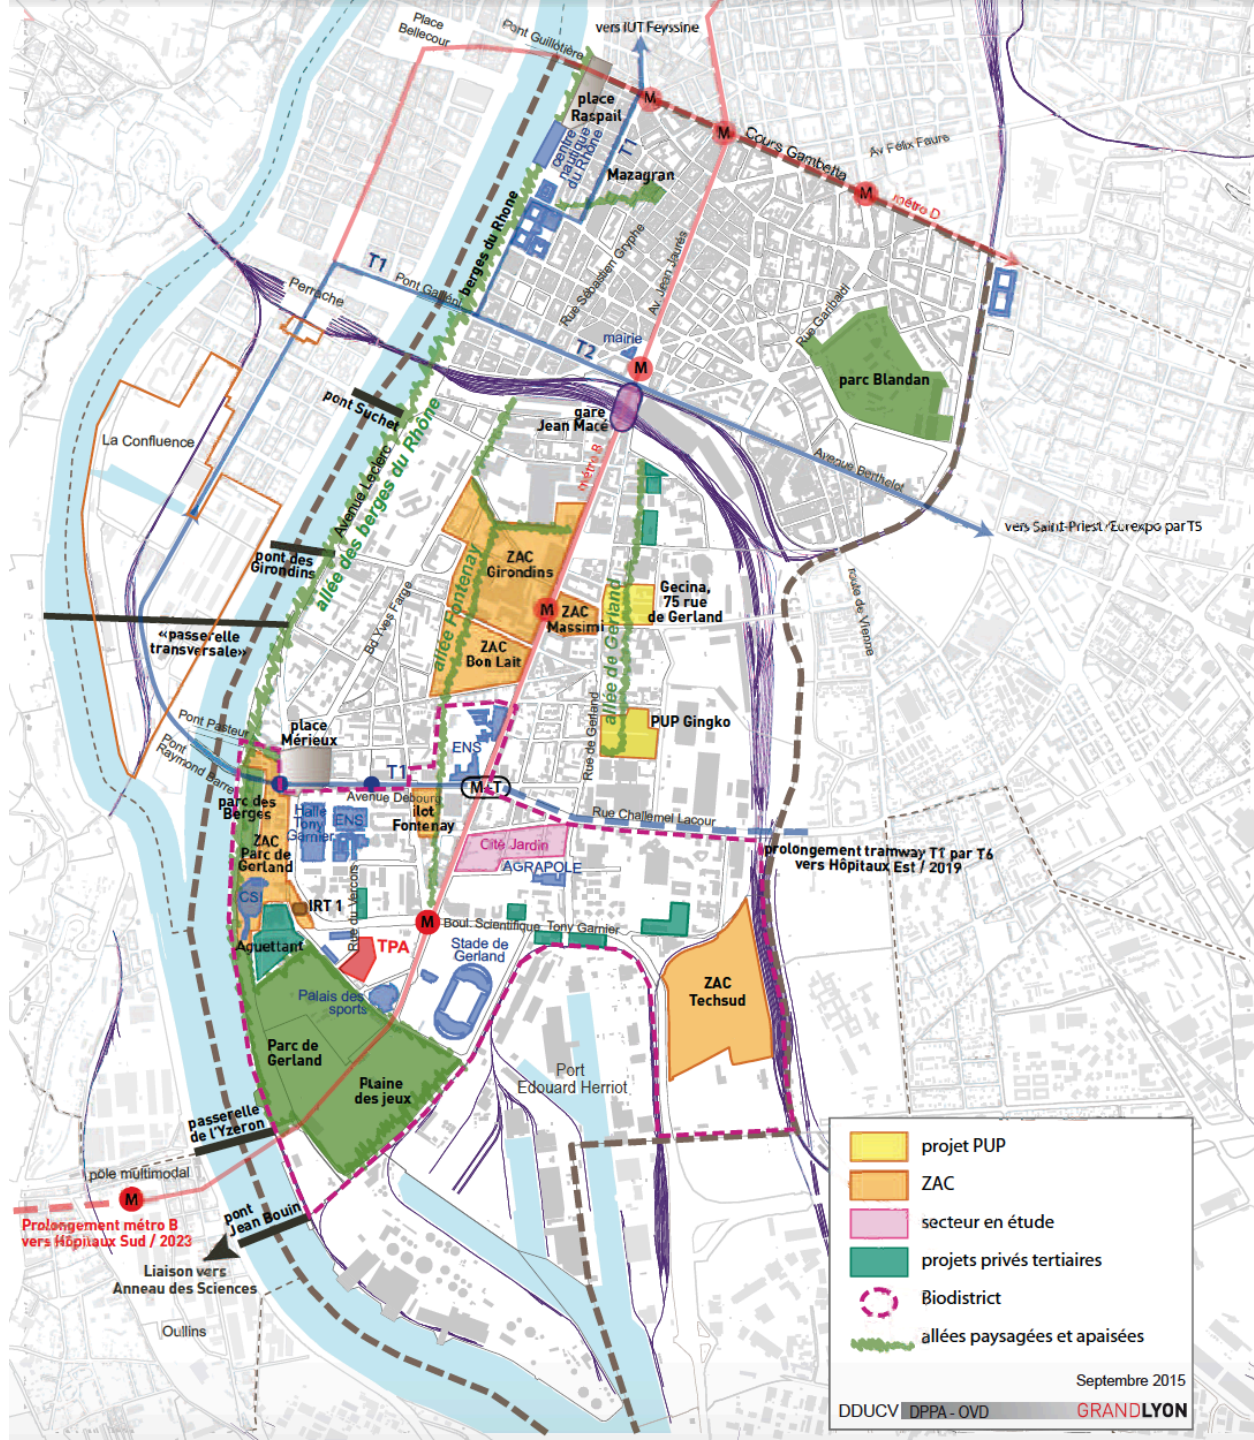 Place
Bellecour
Pont Guillotière
vers IUT Feyssine
M
place
Raspail
M
Cours Gambetta
Av Félix Faure
centre
nautique
du Rhône
T1
Mazagran
M
métro D
berges du Rhone
T1
Pont Galliéni
Perrache
Rue Sébastien Gryphe
Av. Jean Jaurés
Rue Garibaldi
T2
mairie
M
parc Blandan
pont Suchet
gare
Jean Macé
La Confluence
Avenue Leclerc
allée des berges du Rhône
métro B
Avenue Berthelot
vers Saint-Priest /Eurexpo par T5
pont des
Girondins
ZAC
Girondins
allée Fontenay
Bd Yves Farge
M
ZAC
Massimi
Gecina,
75 rue
de Gerland
allée de Gerland
route de Vienne
«passerelle
transversale»
ZAC
Bon Lait
Pont Pasteur
Pont
Raymond Barre
place
Mérieux
ENS
Rue de Gerland
PUP Gingko
T1
M+T
Avenue Debourg
ilot
Fontenay
Rue Challemel Lacour
parc des
Berges
Halle
Tony
Garnier
ENS
ZAC
Parc de
Gerland
Cité Jardin
AGRAPOLE
prolongement tramway T1 par T6
vers Hôpitaux Est / 2019
CSI
IRT 1
Rue du Vercors
M
Boul. Scientifique Tony Garnier
Aguettant
TPA
Stade de
Gerland
Palais des
sports
ZAC
Techsud
Parc de
Gerland
Plaine
des jeux
Port
Edouard Herriot
passerelle
de l'Yzeron
pôle multimodal
M
Prolongement métro B
vers Hôpitaux Sud / 2023
pont
Jean Bouin
Liaison vers
Anneau des Sciences
Oullins
projet PUP
ZAC
secteur en étude
projets privés tertiaires
Biodistrict
allées paysagées et apaisées
Septembre 2015
DDUCV DPPA - OVD GRANDLYON